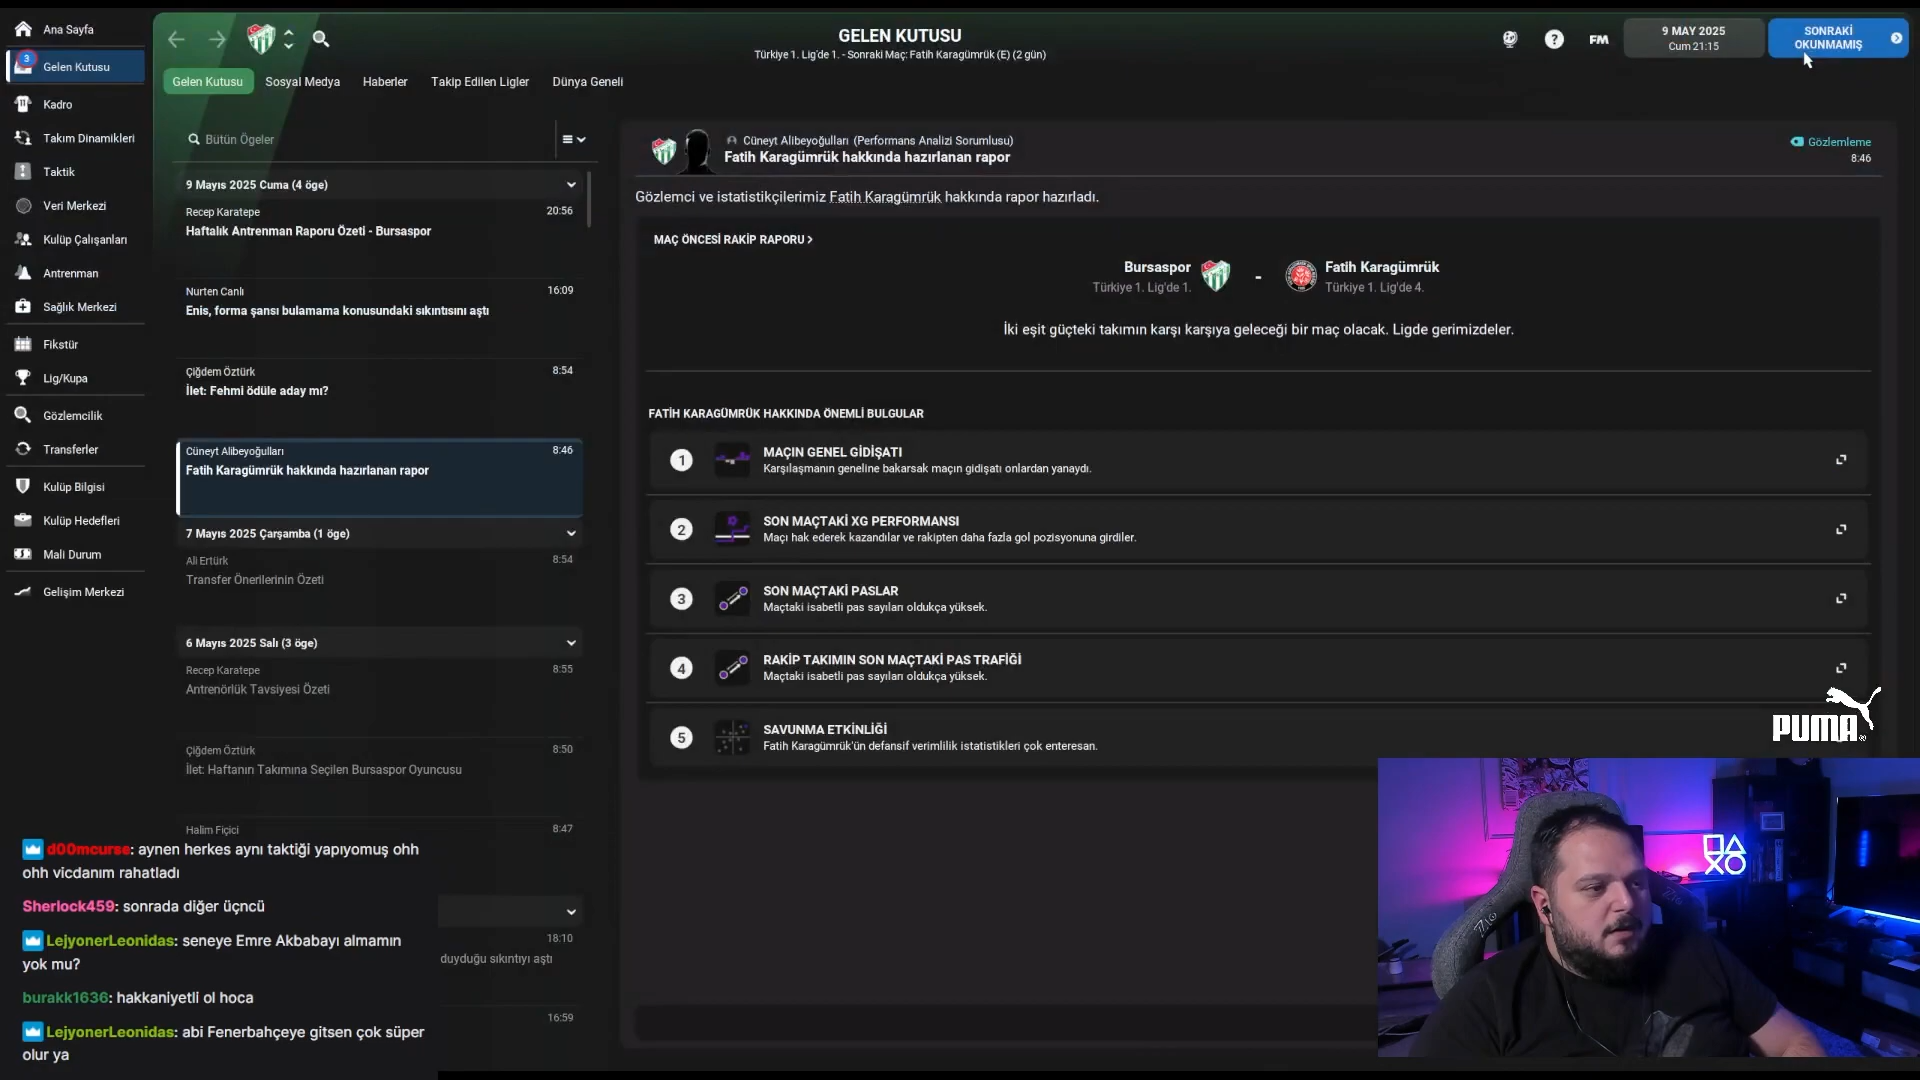 Ana Sayfa
3
Gelen Kutusu
Kadro
Takım Dinamikleri
Taktik
Veri Merkezi
Kulüp Çalışanları
Antrenman
Sağlık Merkezi
Fikstür
Lig/Kupa
Gözlemcilik
Transferler
Kulüp Bilgisi
Kulüp Hedefleri
Mali Durum
Gelişim Merkezi
GELEN KUTUSU
Türkiye 1. Lig'de 1. - Sonraki Maç: Fatih Karagümrük (E) (2 gün)
?
FM
9 MAY 2025
Cum 21:15
SONRAKİ
OKUNMAMIŞ
Gelen Kutusu
Sosyal Medya
Haberler
Takip Edilen Ligler
Dünya Geneli
Bütün Ögeler
9 Mayıs 2025 Cuma (4 öge)
Recep Karatepe 20:56
Haftalık Antrenman Raporu Özeti - Bursaspor
Nurten Canlı 16:09
Enis, forma şansı bulamama konusundaki sıkıntısını aştı
Çiğdem Öztürk 8:54
İlet: Fehmi ödüle aday mı?
Cüneyt Alibeyoğulları 8:46
Fatih Karagümrük hakkında hazırlanan rapor
7 Mayıs 2025 Çarşamba (1 öge)
Ali Ertürk 8:54
Transfer Önerilerinin Özeti
6 Mayıs 2025 Salı (3 öge)
Recep Karatepe 8:55
Antrenörlük Tavsiyesi Özeti
Çiğdem Öztürk 8:50
İlet: Haftanın Takımına Seçilen Bursaspor Oyuncusu
Halim Fiçici 8:47
18:10
duyduğu sıkıntıyı aştı
16:59
Cüneyt Alibeyoğulları (Performans Analizi Sorumlusu)
Fatih Karagümrük hakkında hazırlanan rapor
Gözlemleme
8:46
Gözlemci ve istatistikçilerimiz Fatih Karagümrük hakkında rapor hazırladı.
MAÇ ÖNCESİ RAKİP RAPORU >
Bursaspor - Fatih Karagümrük
Türkiye 1. Lig'de 1. Türkiye 1. Lig'de 4.
İki eşit güçteki takımın karşı karşıya geleceği bir maç olacak. Ligde gerimizdeler.
FATİH KARAGÜMRÜK HAKKINDA ÖNEMLİ BULGULAR
1
MAÇIN GENEL GİDİŞATI
Karşılaşmanın geneline bakarsak maçın gidişatı onlardan yanaydı.
2
SON MAÇTAKİ XG PERFORMANSI
Maçı hak ederek kazandılar ve rakipten daha fazla gol pozisyonuna girdiler.
3
SON MAÇTAKİ PASLAR
Maçtaki isabetli pas sayıları oldukça yüksek.
4
RAKİP TAKIMIN SON MAÇTAKİ PAS TRAFİĞİ
Maçtaki isabetli pas sayıları oldukça yüksek.
5
SAVUNMA ETKİNLİĞİ
Fatih Karagümrük'ün defansif verimlilik istatistikleri çok enteresan.
PUMA
d00mcurse: aynen herkes aynı taktiği yapıyomuş ohh
ohh vicdanım rahatladı
Sherlock459: sonrada diğer üçncü
LejyonerLeonidas: seneye Emre Akbabayı almamın
yok mu?
burakk1636: hakkaniyetli ol hoca
LejyonerLeonidas: abi Fenerbahçeye gitsen çok süper
olur ya